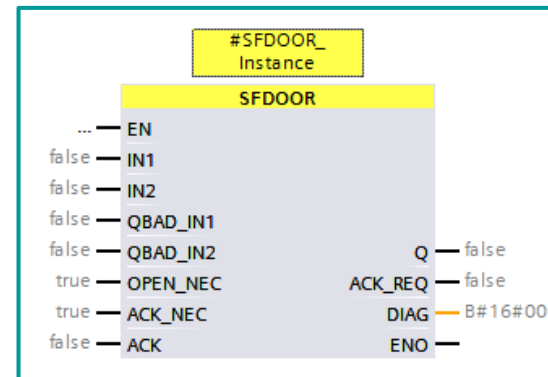 #SFDOOR_
Instance
SFDOOR
... EN
false IN1
false IN2
false QBAD_IN1
false QBAD_IN2 Q false
true OPEN_NEC ACK_REQ false
true ACK_NEC DIAG B#16#00
false ACK ENO